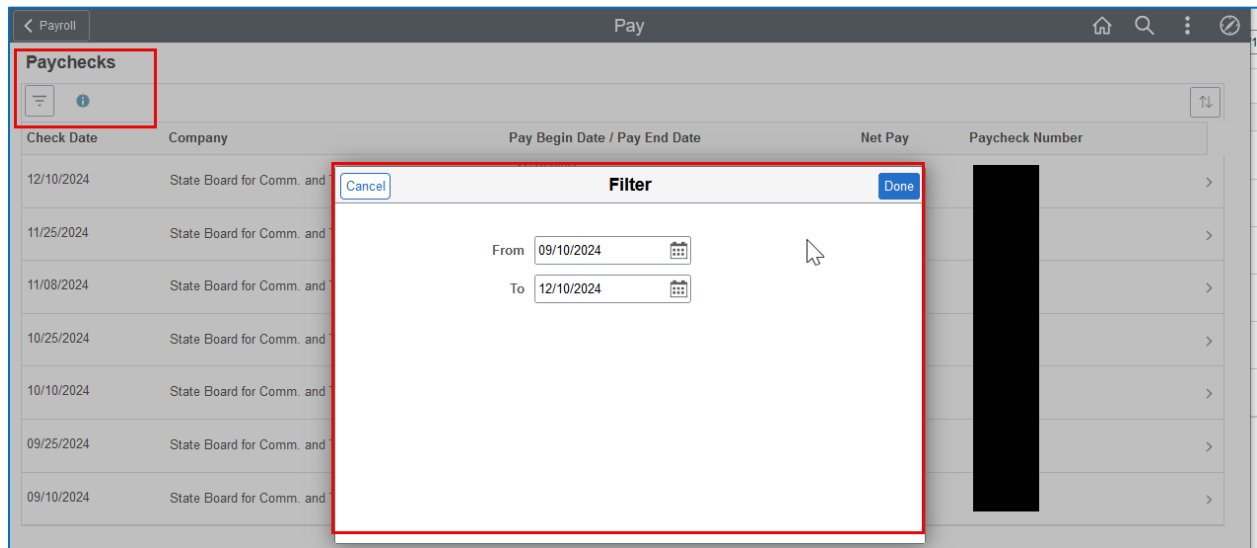 Payroll
Pay
1
Paychecks
Check Date Company Pay Begin Date / Pay End Date Net Pay Paycheck Number
12/10/2024 State Board for Comm. and
11/25/2024 State Board for Comm. and
11/08/2024 State Board for Comm. and
10/25/2024 State Board for Comm. and
10/10/2024 State Board for Comm. and
09/25/2024 State Board for Comm. and
09/10/2024 State Board for Comm. and
Cancel Filter Done
From 09/10/2024
To 12/10/2024